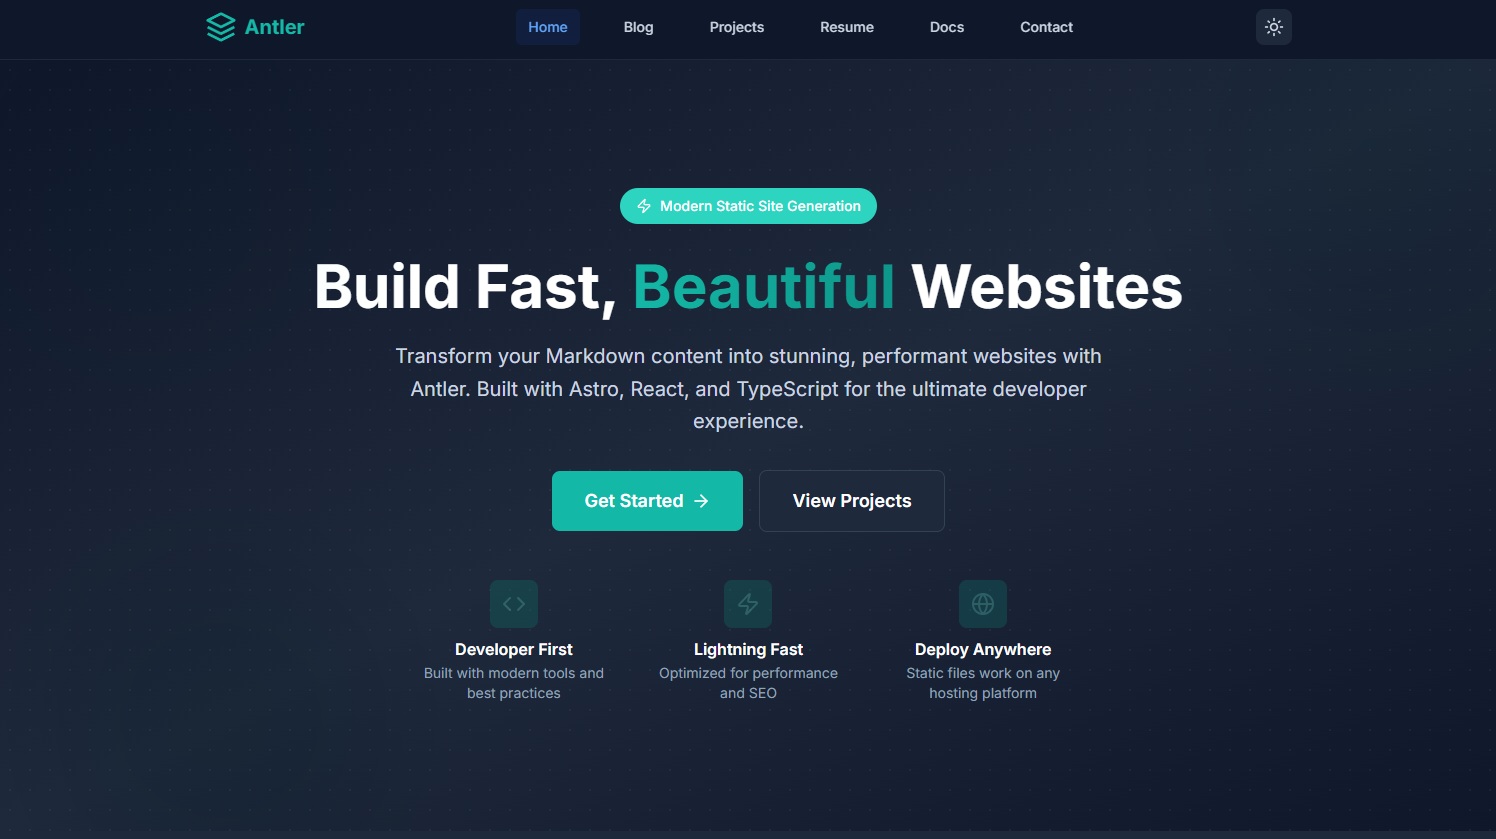 Antler
Home
Blog
Projects
Resume
Docs
Contact
Modern Static Site Generation
Build Fast, Beautiful Websites
Transform your Markdown content into stunning, performant websites with
Antler. Built with Astro, React, and TypeScript for the ultimate developer
experience.
Get Started →
View Projects
Developer First
Built with modern tools and
best practices
Lightning Fast
Optimized for performance
and SEO
Deploy Anywhere
Static files work on any
hosting platform